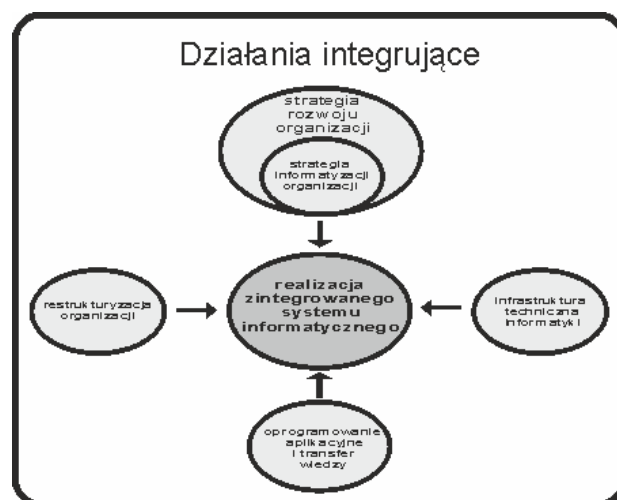 Działania integrujące
strategia
rozwoju
organizacji
strategia
informatyzacji
organizacji
realizacja
zintegrowanego
systemu
informatycznego
restrukturyzacja
organizacji
infrastruktura
techniczna
informatyki
oprogramowanie
aplikacyjne
i transfer
wiedzy